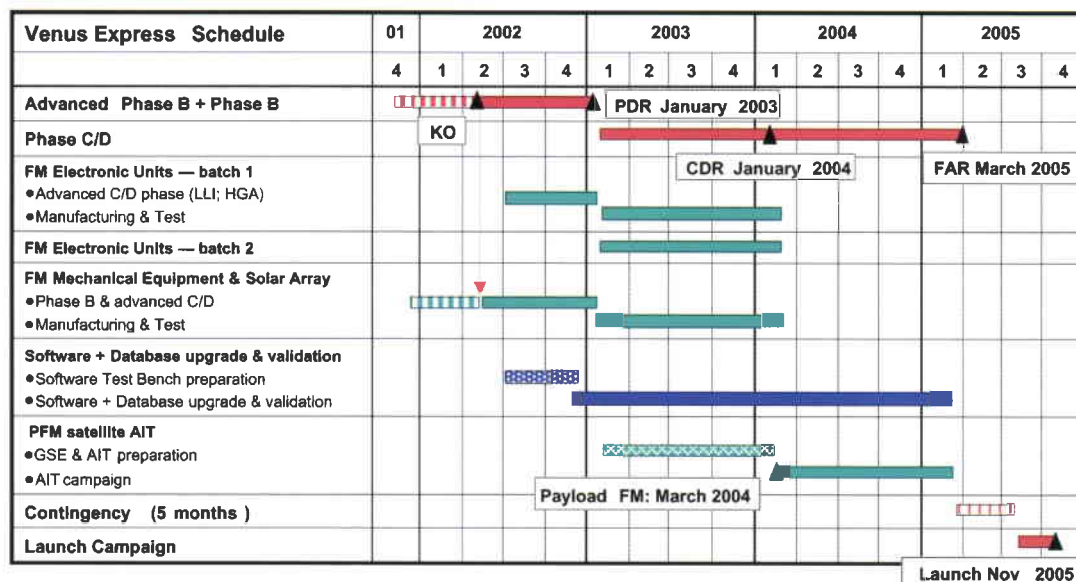 Venus Express Schedule 01 2002 2003 2004 2005
4 1 2 3 4 1 2 3 4 1 2 3 4 1 2 3 4
Advanced Phase B + Phase B
PDR January 2003
KO
Phase C/D
CDR January 2004
FAR March 2005
FM Electronic Units — batch 1
●Advanced C/D phase (LLI; HGA)
●Manufacturing & Test
FM Electronic Units — batch 2
FM Mechanical Equipment & Solar Array
●Phase B & advanced C/D
●Manufacturing & Test
Software + Database upgrade & validation
●Software Test Bench preparation
●Software + Database upgrade & validation
PFM satellite AIT
●GSE & AIT preparation
●AIT campaign
Payload FM: March 2004
Contingency (5 months )
Launch Campaign
Launch Nov 2005